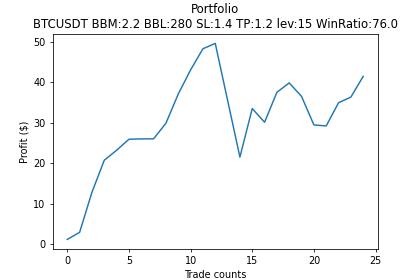 Portfolio
BTCUSDT BBM:2.2 BBL:280 SL:1.4 TP:1.2 lev:15 WinRatio:76.0
50
40
30
20
10
0
Profit ($)
0 5 10 15 20 25
Trade counts